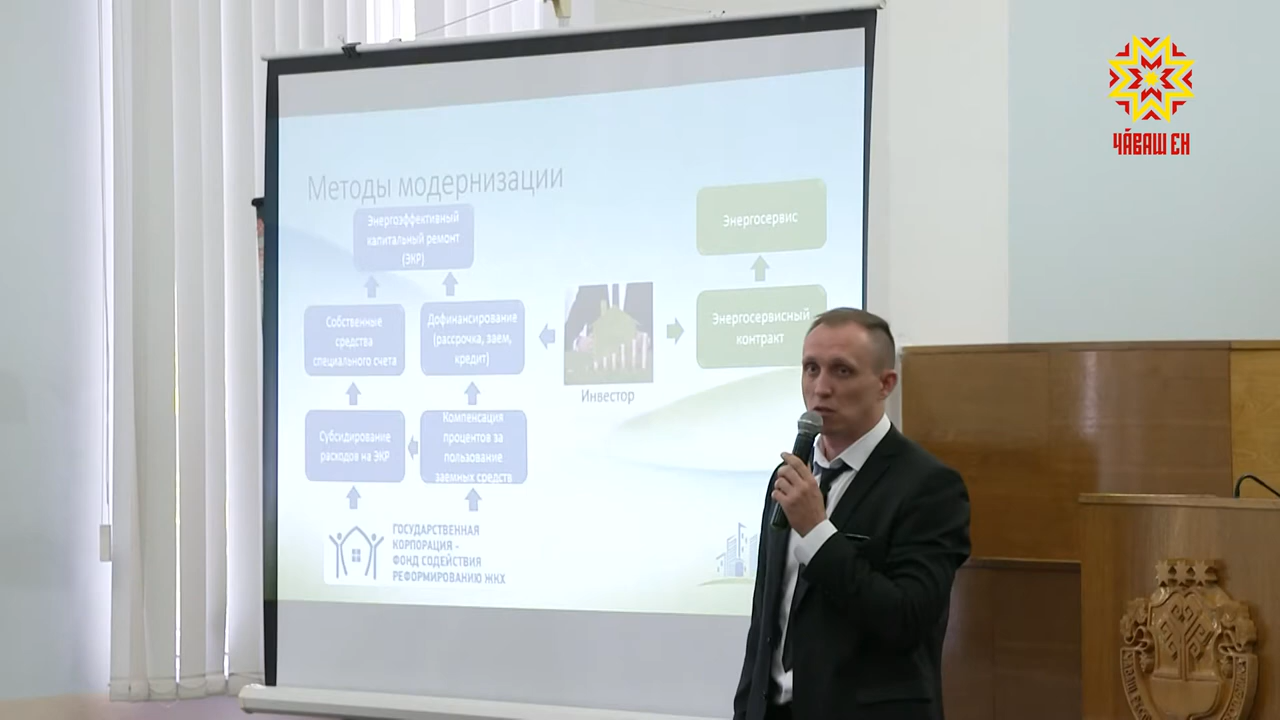 ЧӐВАШ ЕН
Методы модернизации
Энергоэффективный
капитальный ремонт
(ЭКР)
Энергосервис
Собственные
средства
специального счета
Дофинансирование
(рассрочка, заем,
кредит)
Инвестор
Энергосервисный
контракт
Субсидирование
расходов на ЭКР
Компенсация
процентов за
пользование
заемных средств
ГОСУДАРСТВЕННАЯ
КОРПОРАЦИЯ -
ФОНД СОДЕЙСТВИЯ
РЕФОРМИРОВАНИЮ ЖКХ